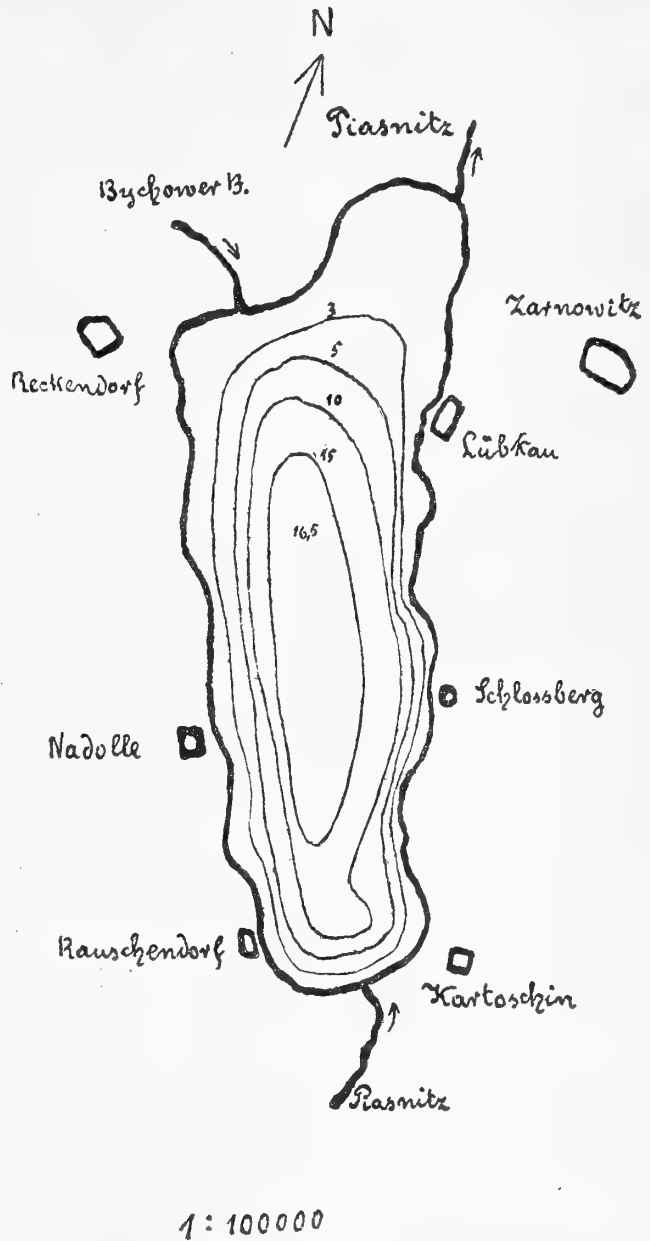 N
Piasnitz
Bychower B.
Zarnowitz
3
Reckendorf
5
10
Lübkau
15
16,5
Schlossberg
Nadolle
Rauschendorf
Kartoschin
Piasnitz
1:100000